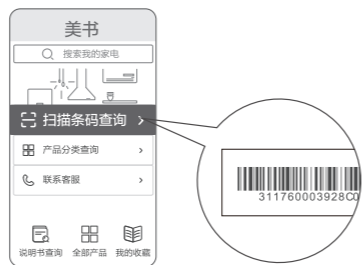 美书
搜索我的家电
扫描条码查询
产品分类查询
联系客服
说明书查询 全部产品 我的收藏
311760003928C0